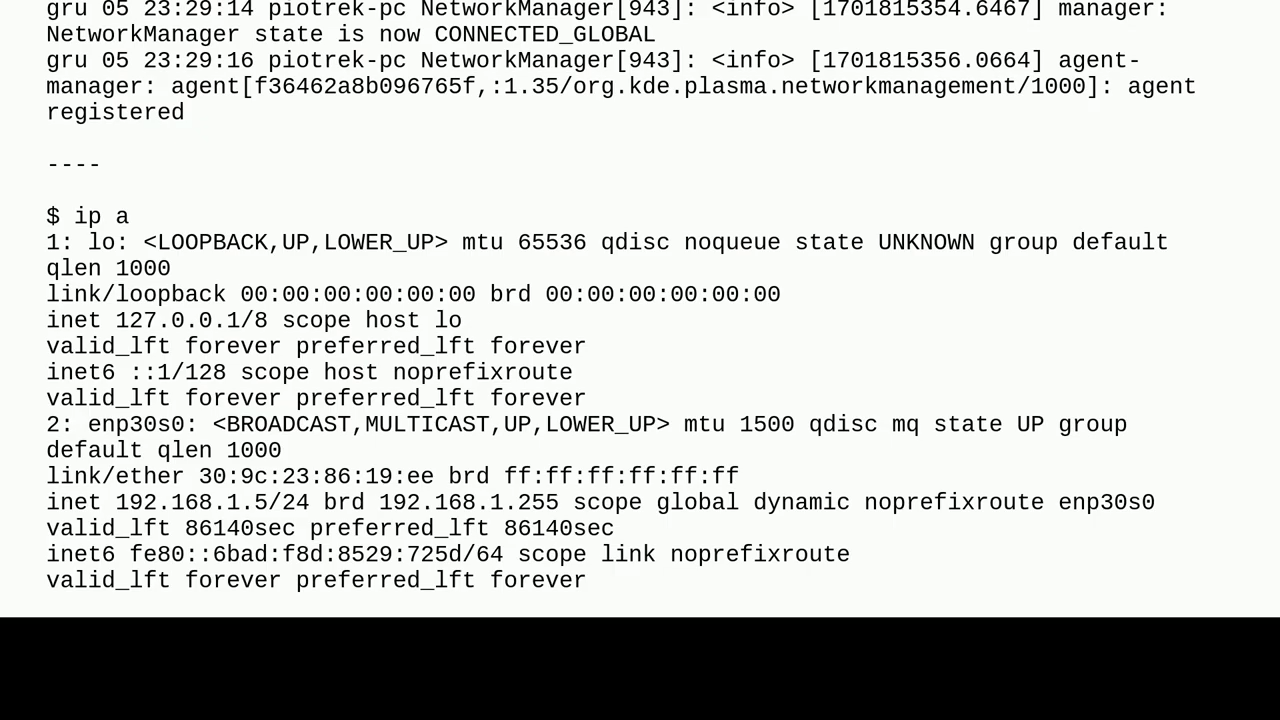 gru 05 23:29:14 piotrek-pc NetworkManager[943]: <info> [1701815354.6467] manager:
NetworkManager state is now CONNECTED_GLOBAL
gru 05 23:29:16 piotrek-pc NetworkManager[943]: <info> [1701815356.0664] agent-
manager: agent[f36462a8b096765f,:1.35/org.kde.plasma.networkmanagement/1000]: agent
registered
----
$ ip a
1: lo: <LOOPBACK,UP,LOWER_UP> mtu 65536 qdisc noqueue state UNKNOWN group default
qlen 1000
link/loopback 00:00:00:00:00:00 brd 00:00:00:00:00:00
inet 127.0.0.1/8 scope host lo
valid_lft forever preferred_lft forever
inet6 ::1/128 scope host noprefixroute
valid_lft forever preferred_lft forever
2: enp30s0: <BROADCAST,MULTICAST,UP,LOWER_UP> mtu 1500 qdisc mq state UP group
default qlen 1000
link/ether 30:9c:23:86:19:ee brd ff:ff:ff:ff:ff:ff
inet 192.168.1.5/24 brd 192.168.1.255 scope global dynamic noprefixroute enp30s0
valid_lft 86140sec preferred_lft 86140sec
inet6 fe80::6bad:f8d:8529:725d/64 scope link noprefixroute
valid_lft forever preferred_lft forever